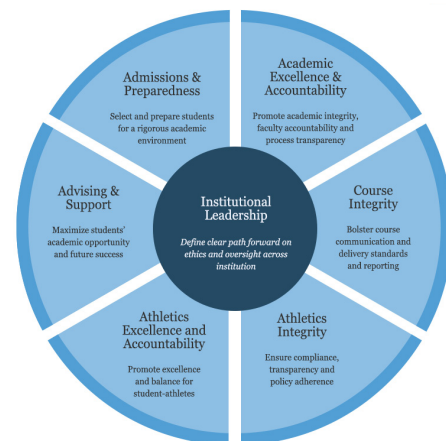 Admissions &
Preparedness
Select and prepare students
for a rigorous academic
environment
Academic
Excellence &
Accountability
Promote academic integrity,
faculty accountability and
process transparency
Advising &
Support
Maximize students'
academic opportunity
and future success
Institutional
Leadership
Define clear path forward on
ethics and oversight across
institution
Course
Integrity
Bolster course
communication and
delivery standards
and reporting
Athletics
Excellence and
Accountability
Promote excellence
and balance for
student-athletes
Athletics
Integrity
Ensure compliance,
transparency and
policy adherence